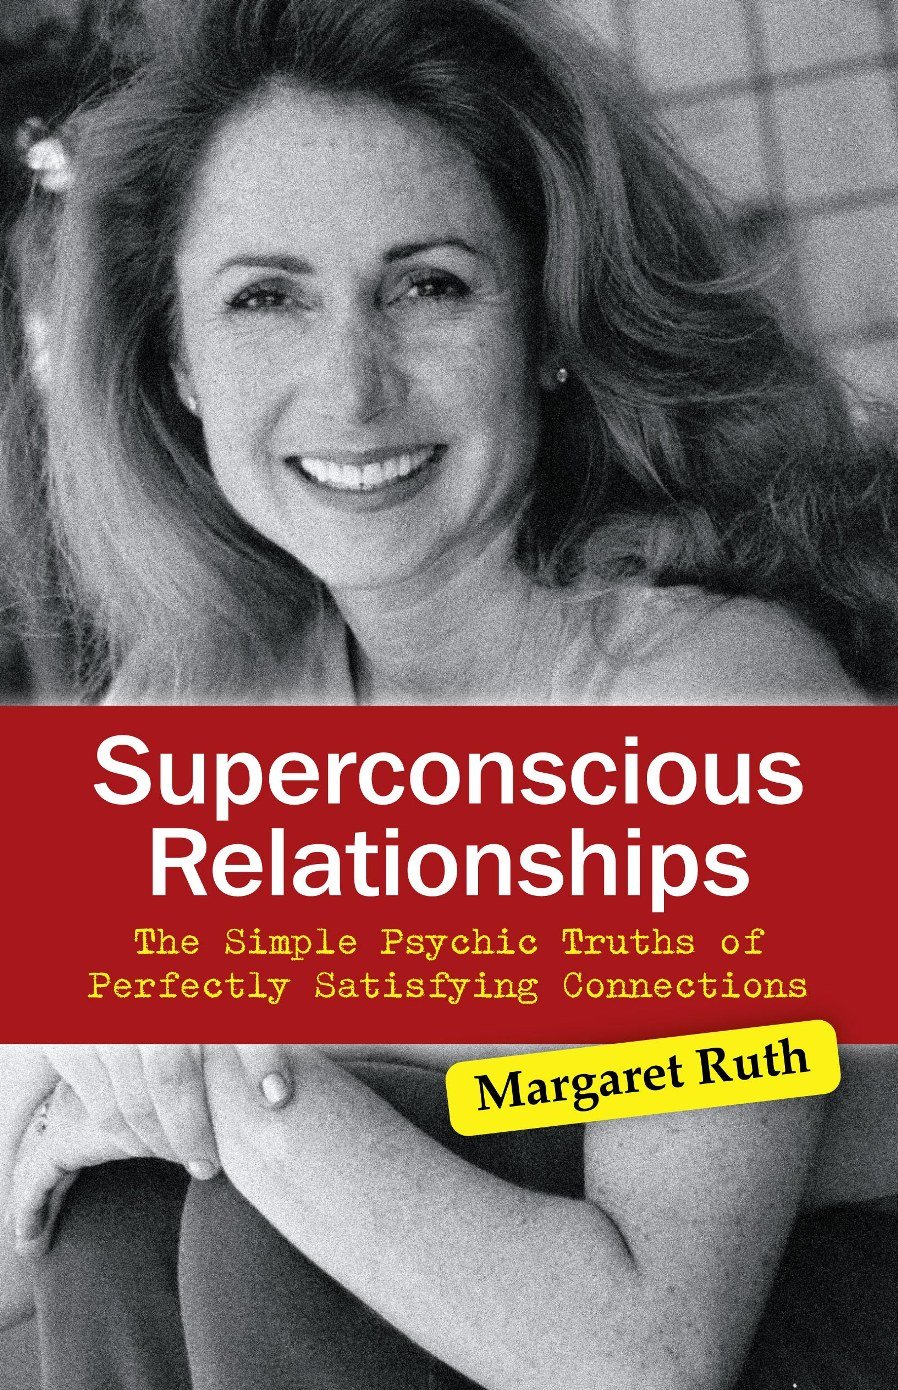 Superconscious
Relationships
The Simple Psychic Truths of
Perfectly Satisfying Connections
Margaret Ruth